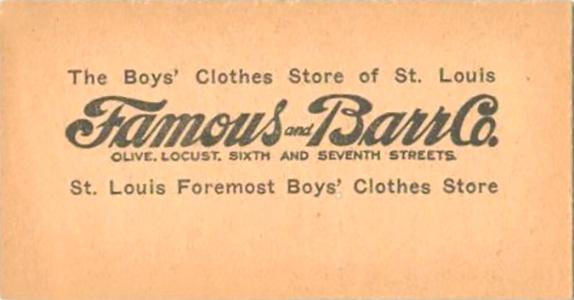 The Boys' Clothes Store of St. Louis
Famous and Barr Co.
OLIVE, LOCUST, SIXTH AND SEVENTH STREETS.
St. Louis Foremost Boys' Clothes Store